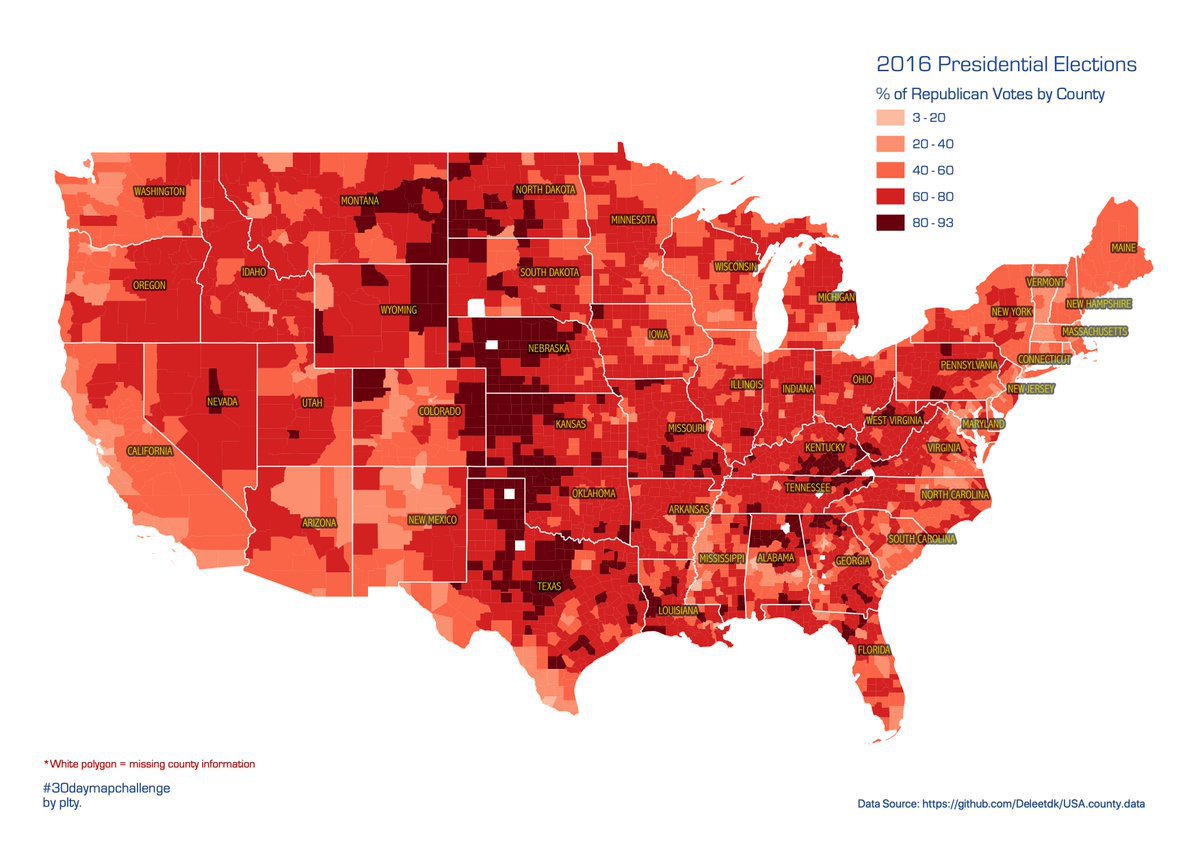 2016 Presidential Elections
% of Republican Votes by County
3 - 20
20 - 40
40 - 60
60 - 80
80 - 93
WASHINGTON
MONTANA
NORTH DAKOTA
MINNESOTA
MAINE
OREGON
IDAHO
SOUTH DAKOTA
WISCONSIN
VERMONT
WYOMING
MICHIGAN
NEW YORK
NEW HAMPSHIRE
MASSACHUSETTS
NEBRASKA
IOWA
CONNECTICUT
NEVADA
UTAH
COLORADO
ILLINOIS
INDIANA
OHIO
PENNSYLVANIA
NEW JERSEY
KANSAS
MISSOURI
WEST VIRGINIA
MARYLAND
CALIFORNIA
KENTUCKY
VIRGINIA
ARIZONA
NEW MEXICO
OKLAHOMA
ARKANSAS
TENNESSEE
NORTH CAROLINA
MISSISSIPPI
ALABAMA
GEORGIA
SOUTH CAROLINA
TEXAS
LOUISIANA
FLORIDA
*White polygon = missing county information
#30daymapchallenge
by plty.
Data Source: https://github.com/Deleetdk/USA.county.data